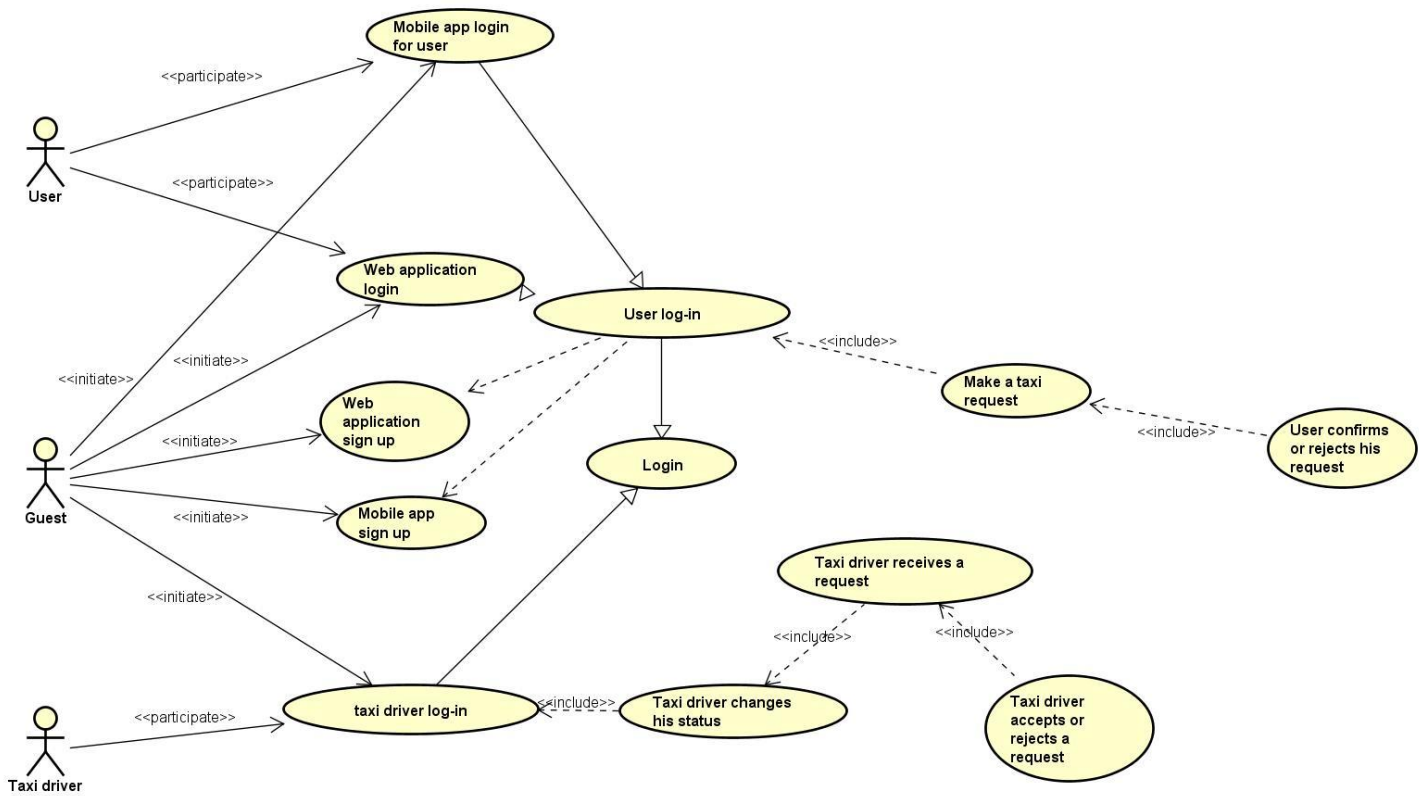 Mobile app login
for user
<<participate>>
User
<<participate>>
Web application
login
User log-in
<<include>>
<<initiate>>
<<initiate>>
Make a taxi
request
Web
application
sign up
<<initiate>>
<<include>>
User confirms
or rejects his
request
Login
Guest
<<initiate>>
Mobile app
sign up
Taxi driver receives a
request
<<initiate>>
<<include>>
<<include>>
taxi driver log-in
<<include>>
Taxi driver changes
his status
Taxi driver
accepts or
rejects a
request
<<participate>>
Taxi driver